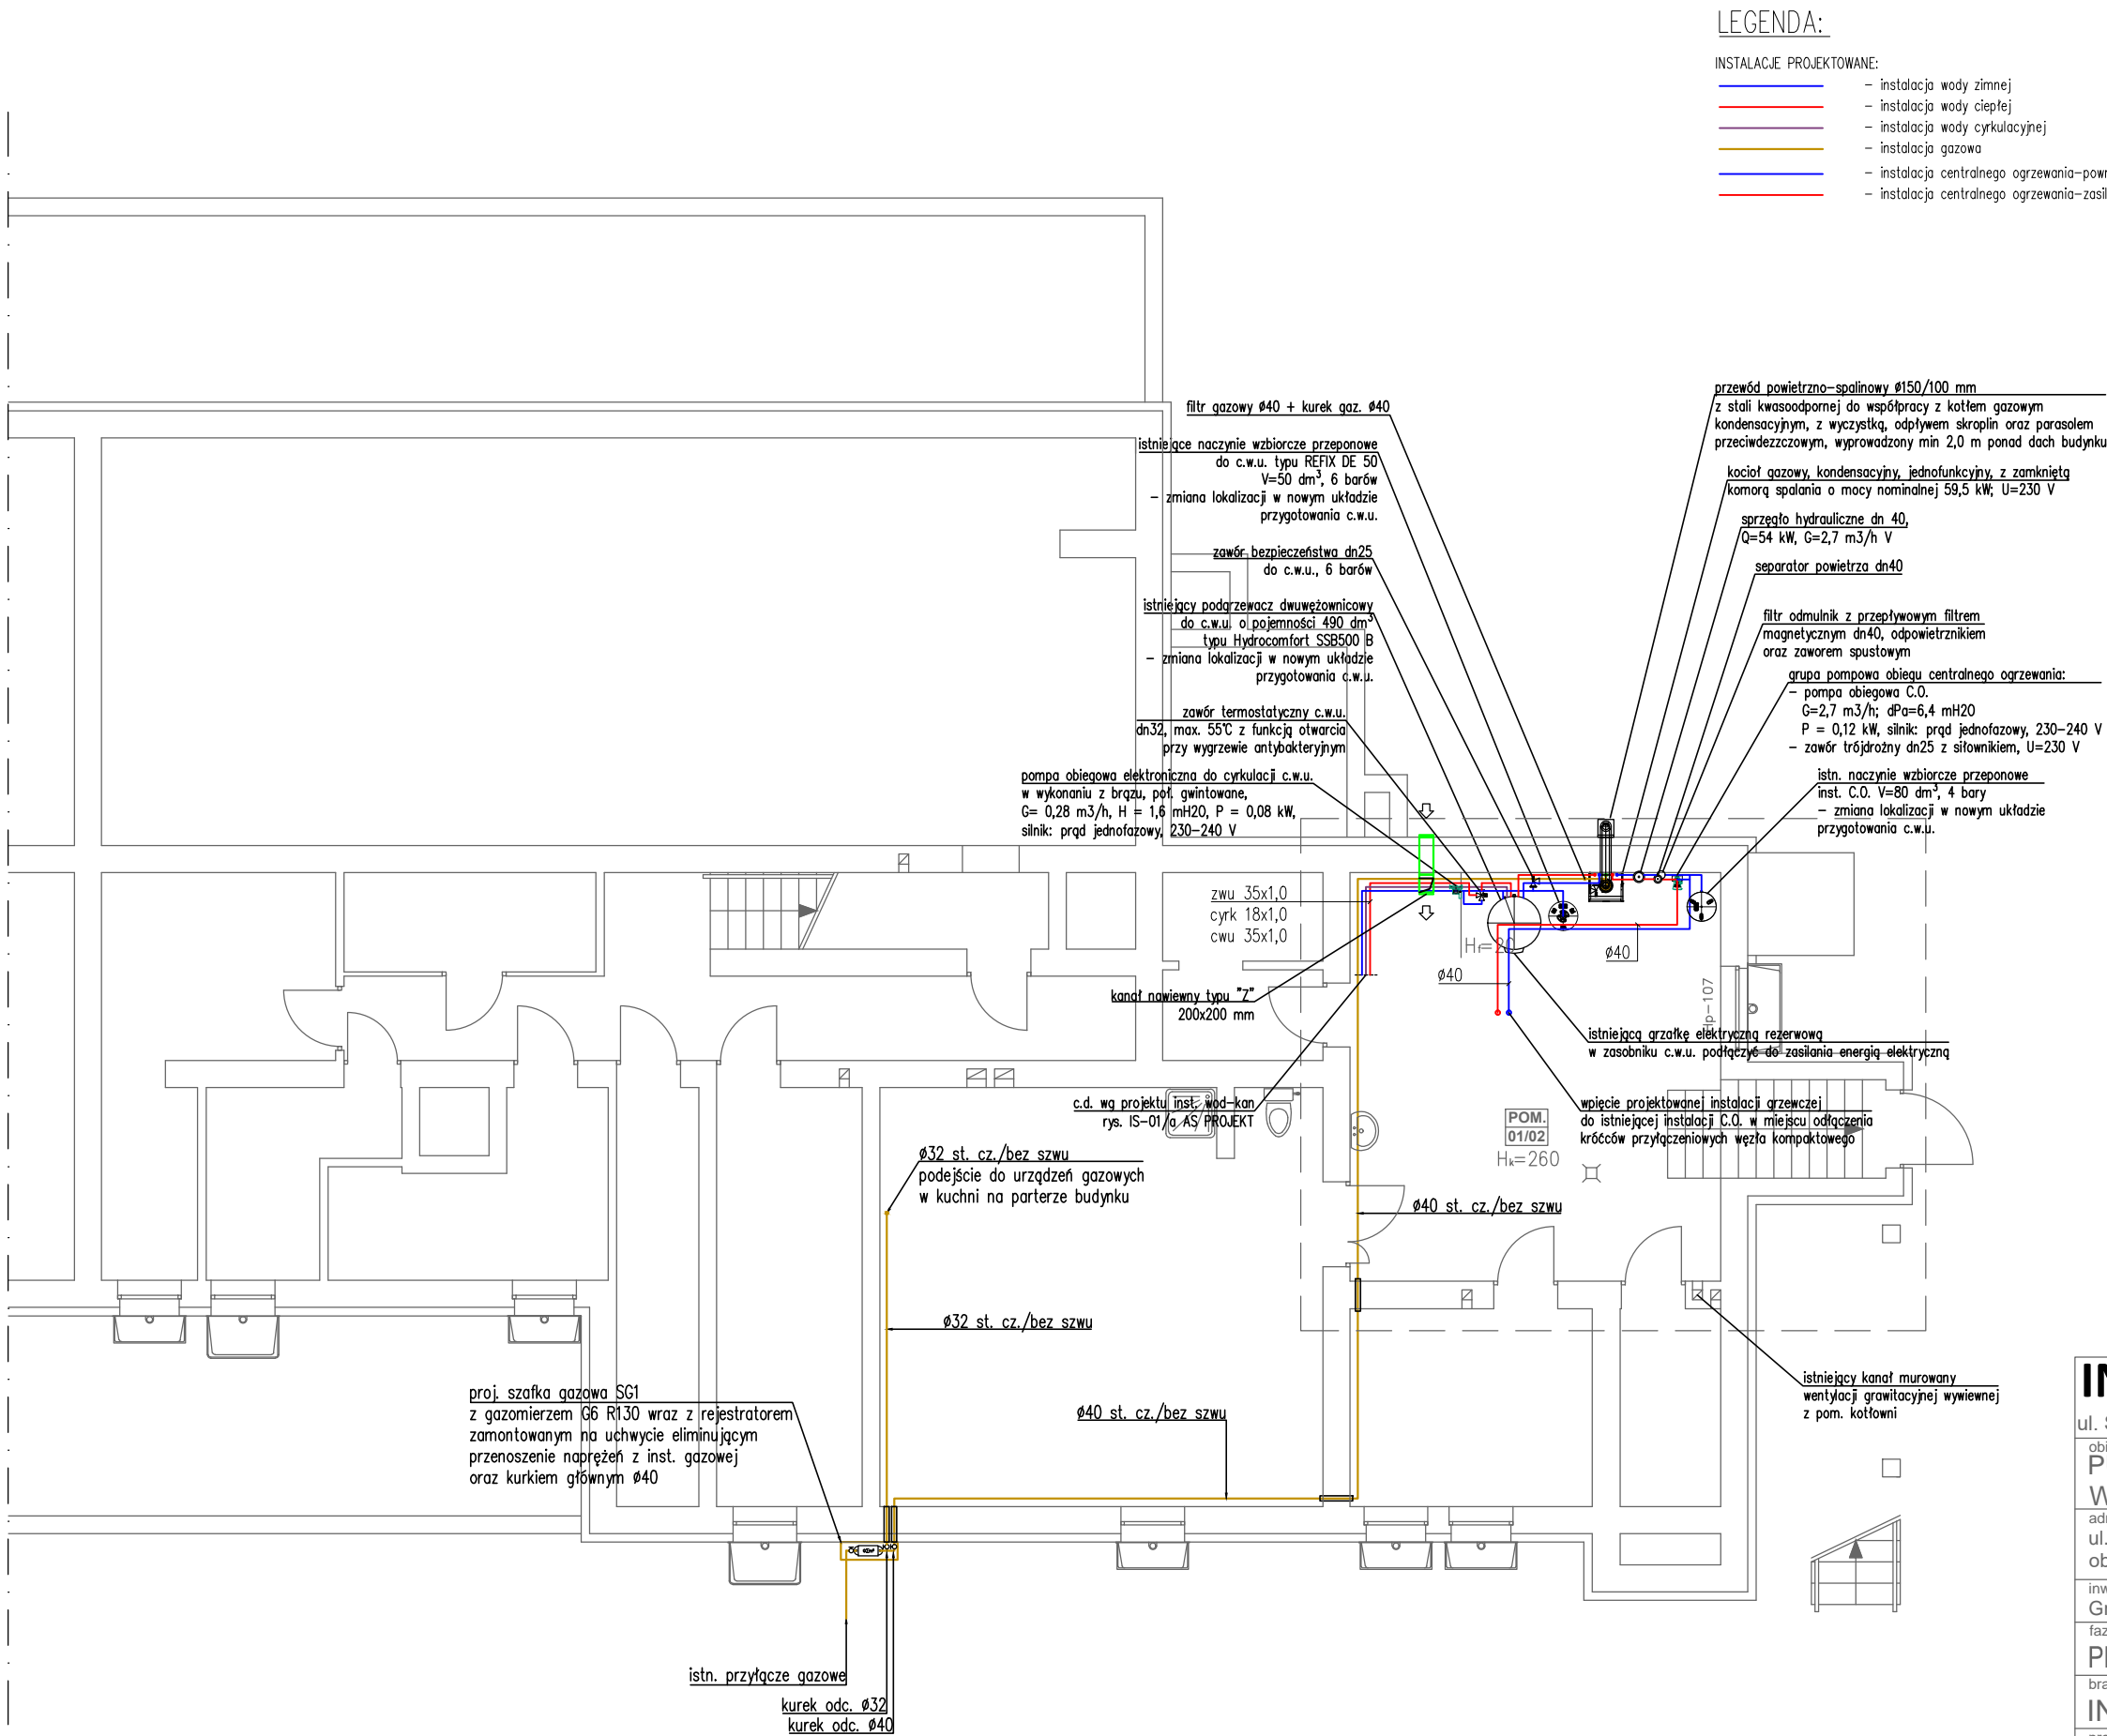 LEGENDA:
INSTALACJE PROJEKTOWANE:
– instalacja wody zimnej
– instalacja wody ciepłej
– instalacja wody cyrkulacyjnej
– instalacja gazowa
– instalacja centralnego ogrzewania–powr
– instalacja centralnego ogrzewania–zasil
filtr gazowy ø40 + kurek gaz. ø40
istniejące naczynie wzbiorcze przeponowe
do c.w.u. typu REFIX DE 50
V=50 dm³, 6 barów
– zmiana lokalizacji w nowym układzie
przygotowania c.w.u.
zawór bezpieczeństwa dn25
do c.w.u., 6 barów
istniejący podgrzewacz dwuwężownicowy
do c.w.u. o pojemności 490 dm³
typu Hydrocomfort SSB500 B
– zmiana lokalizacji w nowym układzie
przygotowania c.w.u.
zawór termostatyczny c.w.u.
dn32, max. 55°C z funkcją otwarcia
przy wygrzewie antybakteryjnym
pompa obiegowa elektroniczna do cyrkulacji c.w.u.
w wykonaniu z brązu, poł. gwintowane,
G= 0,28 m3/h, H = 1,6 mH20, P = 0,08 kW,
silnik: prąd jednofazowy, 230–240 V
przewód powietrzno–spalinowy ø150/100 mm
z stali kwasoodpornej do współpracy z kotłem gazowym
kondensacyjnym, z wyczystką, odpływem skroplin oraz parasolem
przeciwdezzczowym, wyprowadzony min 2,0 m ponad dach budynku
kocioł gazowy, kondensacyjny, jednofunkcyjny, z zamkniętą
komorą spalania o mocy nominalnej 59,5 kW; U=230 V
sprzęgło hydrauliczne dn 40,
Q=54 kW, G=2,7 m3/h V
separator powietrza dn40
filtr odmulnik z przepływowym filtrem
magnetycznym dn40, odpowietrznikiem
oraz zaworem spustowym
grupa pompowa obiegu centralnego ogrzewania:
– pompa obiegowa C.O.
G=2,7 m3/h; dPa=6,4 mH20
P = 0,12 kW, silnik: prąd jednofazowy, 230–240 V
– zawór trójdrożny dn25 z siłownikiem, U=230 V
istn. naczynie wzbiorcze przeponowe
inst. C.O. V=80 dm³, 4 bary
– zmiana lokalizacji w nowym układzie
przygotowania c.w.u.
zwu 35x1,0
cyrk 18x1,0
cwu 35x1,0
ø40
ø40
Hp–107
kanał nawiewny typu "Z"
200x200 mm
istniejącą grzałkę elektryczną rezerwową
w zasobniku c.w.u. podłączyć do zasilania energią elektryczną
c.d. wg projektu inst. wod–kan
rys. IS–01/a AS PROJEKT
POM.
01/02
Hk=260
wpięcie projektowanej instalacji grzewczej
do istniejącej instalacji C.O. w miejscu odłączenia
króćców przyłączeniowych węzła kompaktowego
ø32 st. cz./bez szwu
podejście do urządzeń gazowych
w kuchni na parterze budynku
ø40 st. cz./bez szwu
ø32 st. cz./bez szwu
proj. szafka gazowa SG1
z gazomierzem G6 R130 wraz z rejestratorem
zamontowanym na uchwycie eliminującym
przenoszenie naprężeń z inst. gazowej
oraz kurkiem głównym ø40
ø40 st. cz./bez szwu
istniejący kanał murowany
wentylacji grawitacyjnej wywiewnej
z pom. kotłowni
istn. przyłącze gazowe
kurek odc. ø32
kurek odc. ø40
ul.